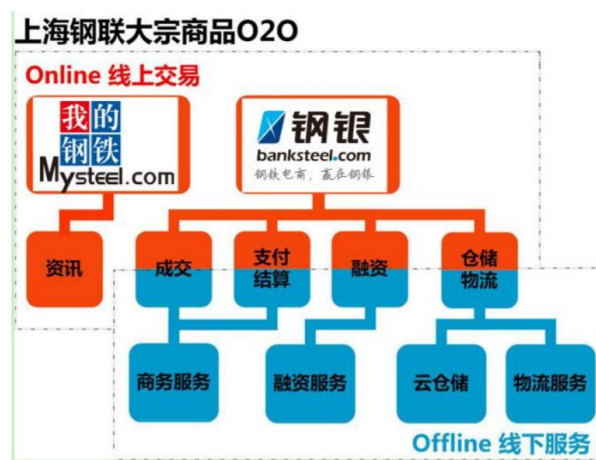 上海钢联大宗商品O2O
Online 线上交易
我的
钢铁
Mysteel.com
钢银
banksteel.com
钢铁电商，赢在钢银
资讯
成交
支付
结算
融资
仓储
物流
商务服务
融资服务
云仓储
物流服务
Offline 线下服务